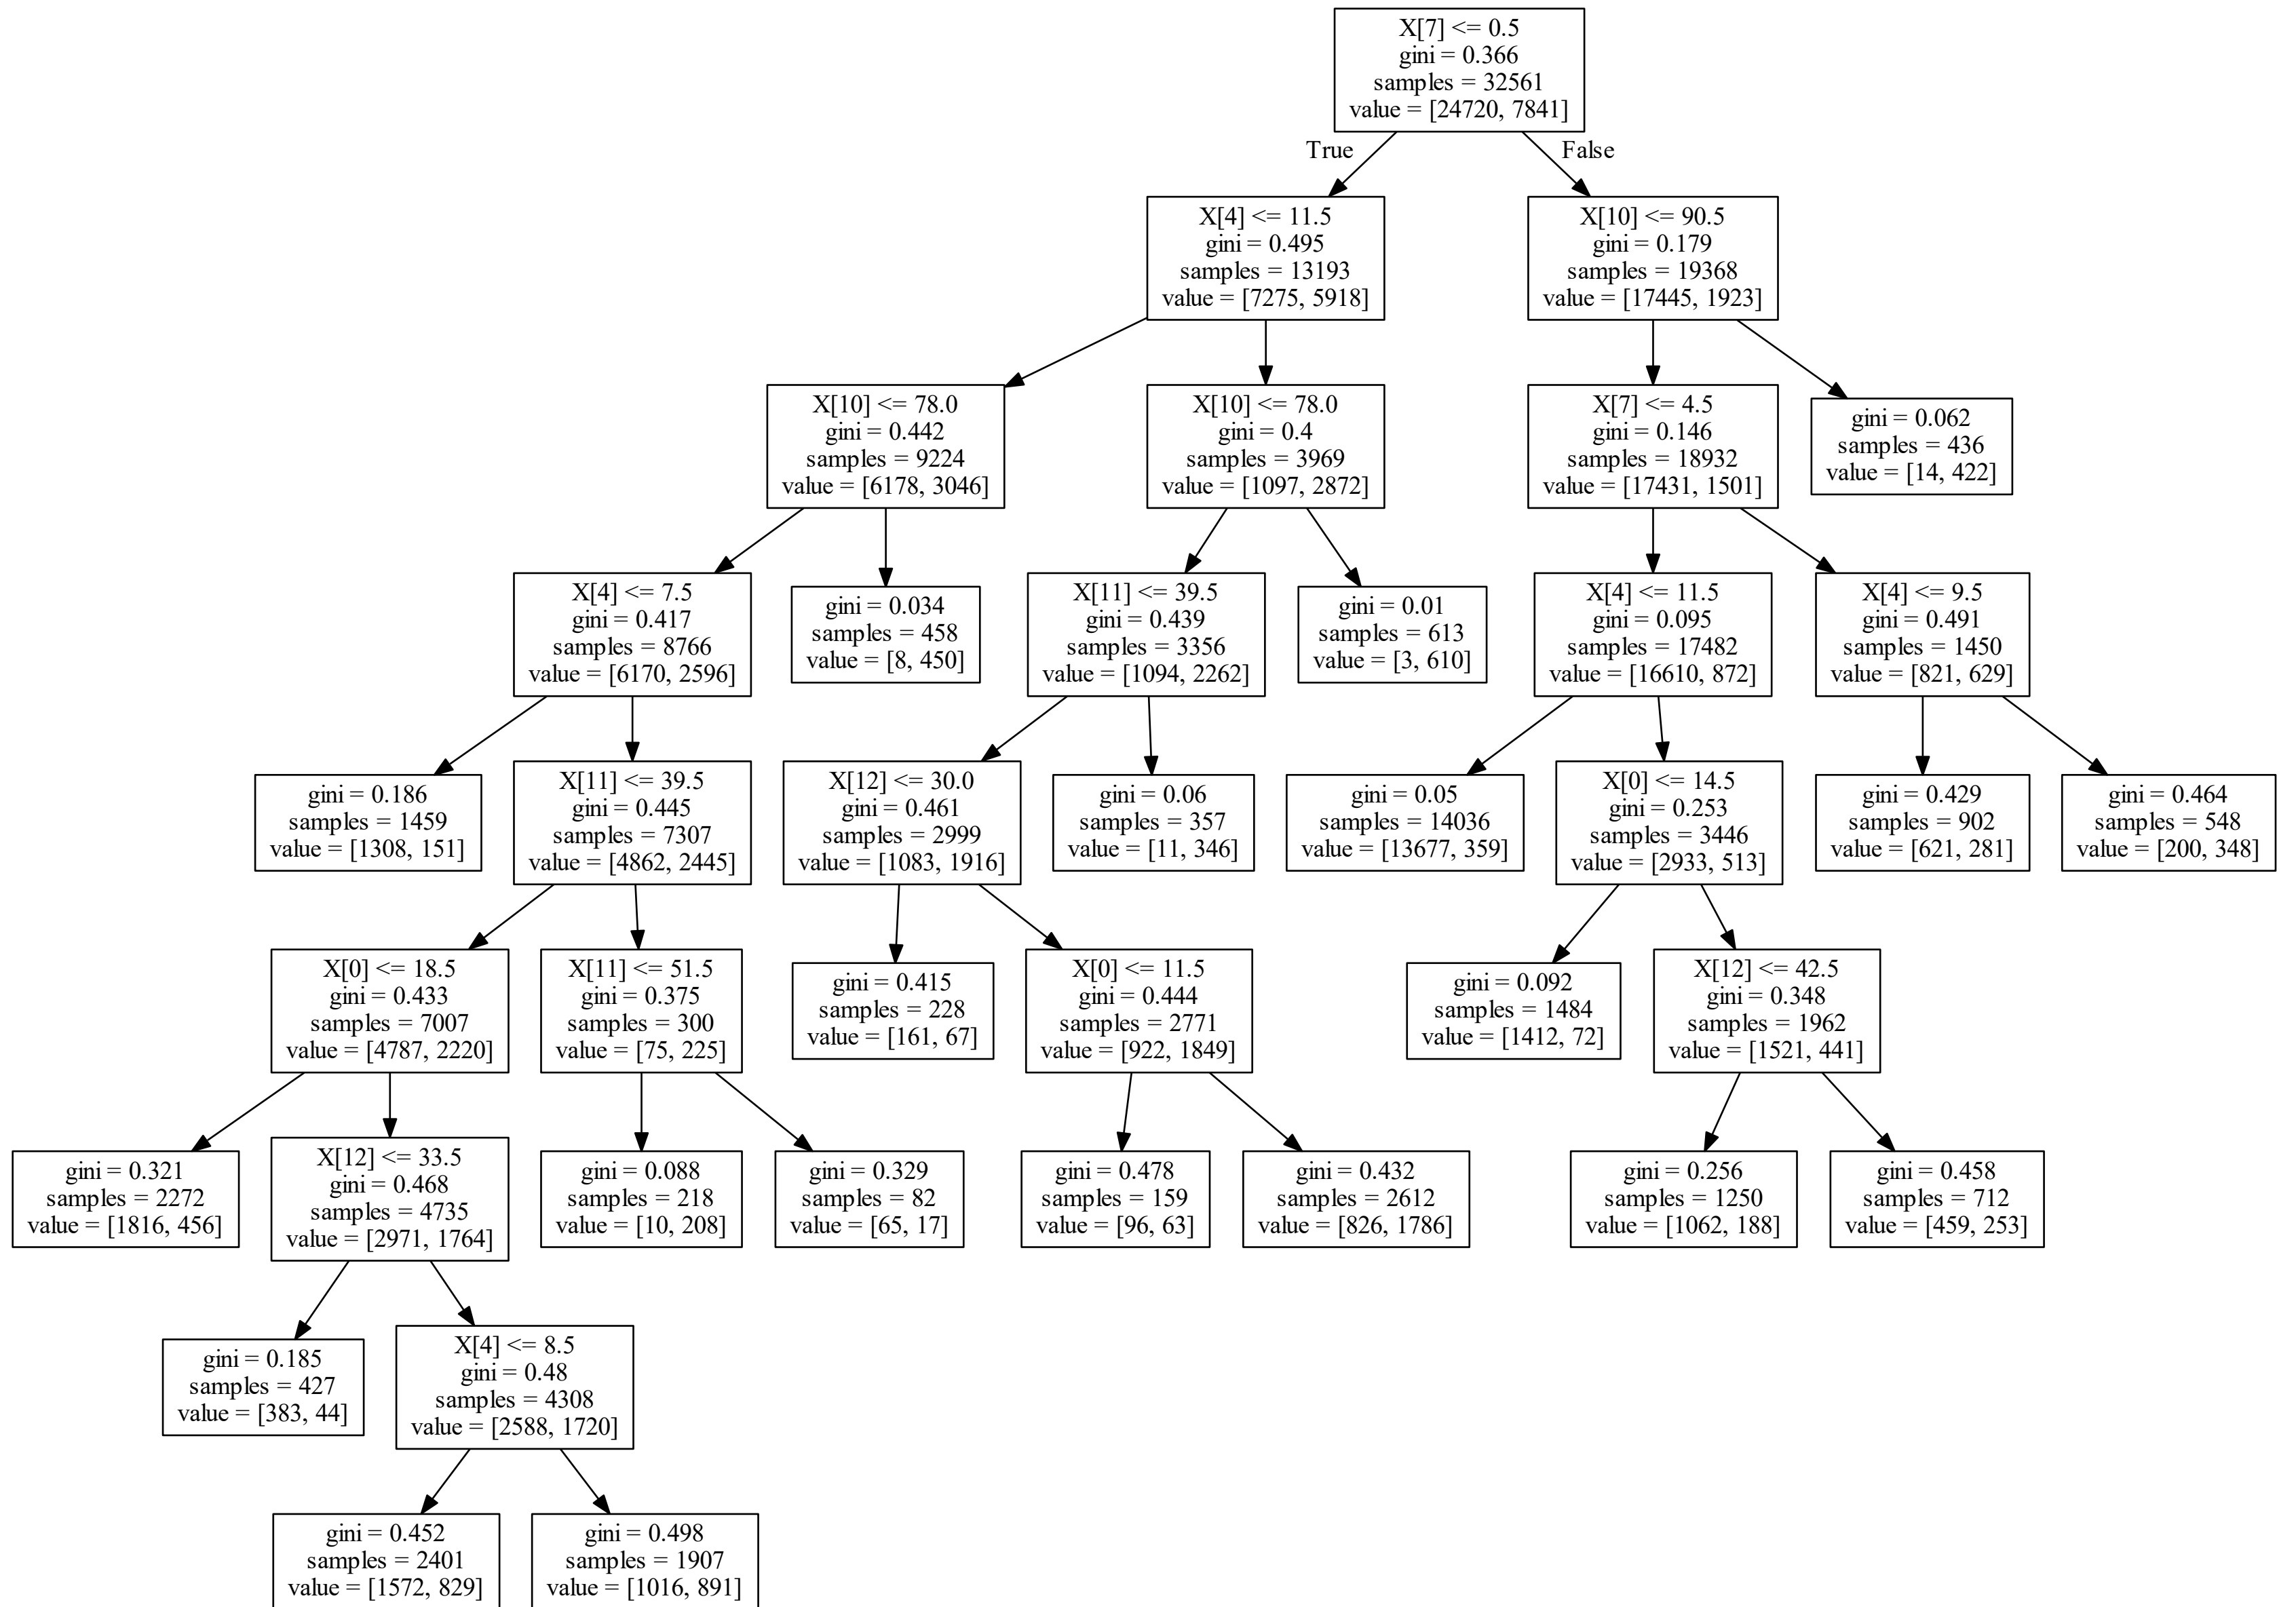 X[7] <= 0.5
gini = 0.366
samples = 32561
value = [24720, 7841]
True
False
X[4] <= 11.5
gini = 0.495
samples = 13193
value = [7275, 5918]
X[10] <= 90.5
gini = 0.179
samples = 19368
value = [17445, 1923]
X[10] <= 78.0
gini = 0.442
samples = 9224
value = [6178, 3046]
X[10] <= 78.0
gini = 0.4
samples = 3969
value = [1097, 2872]
X[7] <= 4.5
gini = 0.146
samples = 18932
value = [17431, 1501]
gini = 0.062
samples = 436
value = [14, 422]
X[4] <= 7.5
gini = 0.417
samples = 8766
value = [6170, 2596]
gini = 0.034
samples = 458
value = [8, 450]
X[11] <= 39.5
gini = 0.439
samples = 3356
value = [1094, 2262]
gini = 0.01
samples = 613
value = [3, 610]
X[4] <= 11.5
gini = 0.095
samples = 17482
value = [16610, 872]
X[4] <= 9.5
gini = 0.491
samples = 1450
value = [821, 629]
gini = 0.186
samples = 1459
value = [1308, 151]
X[11] <= 39.5
gini = 0.445
samples = 7307
value = [4862, 2445]
X[12] <= 30.0
gini = 0.461
samples = 2999
value = [1083, 1916]
gini = 0.06
samples = 357
value = [11, 346]
gini = 0.05
samples = 14036
value = [13677, 359]
X[0] <= 14.5
gini = 0.253
samples = 3446
value = [2933, 513]
gini = 0.429
samples = 902
value = [621, 281]
gini = 0.464
samples = 548
value = [200, 348]
X[0] <= 18.5
gini = 0.433
samples = 7007
value = [4787, 2220]
X[11] <= 51.5
gini = 0.375
samples = 300
value = [75, 225]
gini = 0.415
samples = 228
value = [161, 67]
X[0] <= 11.5
gini = 0.444
samples = 2771
value = [922, 1849]
gini = 0.092
samples = 1484
value = [1412, 72]
X[12] <= 42.5
gini = 0.348
samples = 1962
value = [1521, 441]
gini = 0.321
samples = 2272
value = [1816, 456]
X[12] <= 33.5
gini = 0.468
samples = 4735
value = [2971, 1764]
gini = 0.088
samples = 218
value = [10, 208]
gini = 0.329
samples = 82
value = [65, 17]
gini = 0.478
samples = 159
value = [96, 63]
gini = 0.432
samples = 2612
value = [826, 1786]
gini = 0.256
samples = 1250
value = [1062, 188]
gini = 0.458
samples = 712
value = [459, 253]
gini = 0.185
samples = 427
value = [383, 44]
X[4] <= 8.5
gini = 0.48
samples = 4308
value = [2588, 1720]
gini = 0.452
samples = 2401
value = [1572, 829]
gini = 0.498
samples = 1907
value = [1016, 891]